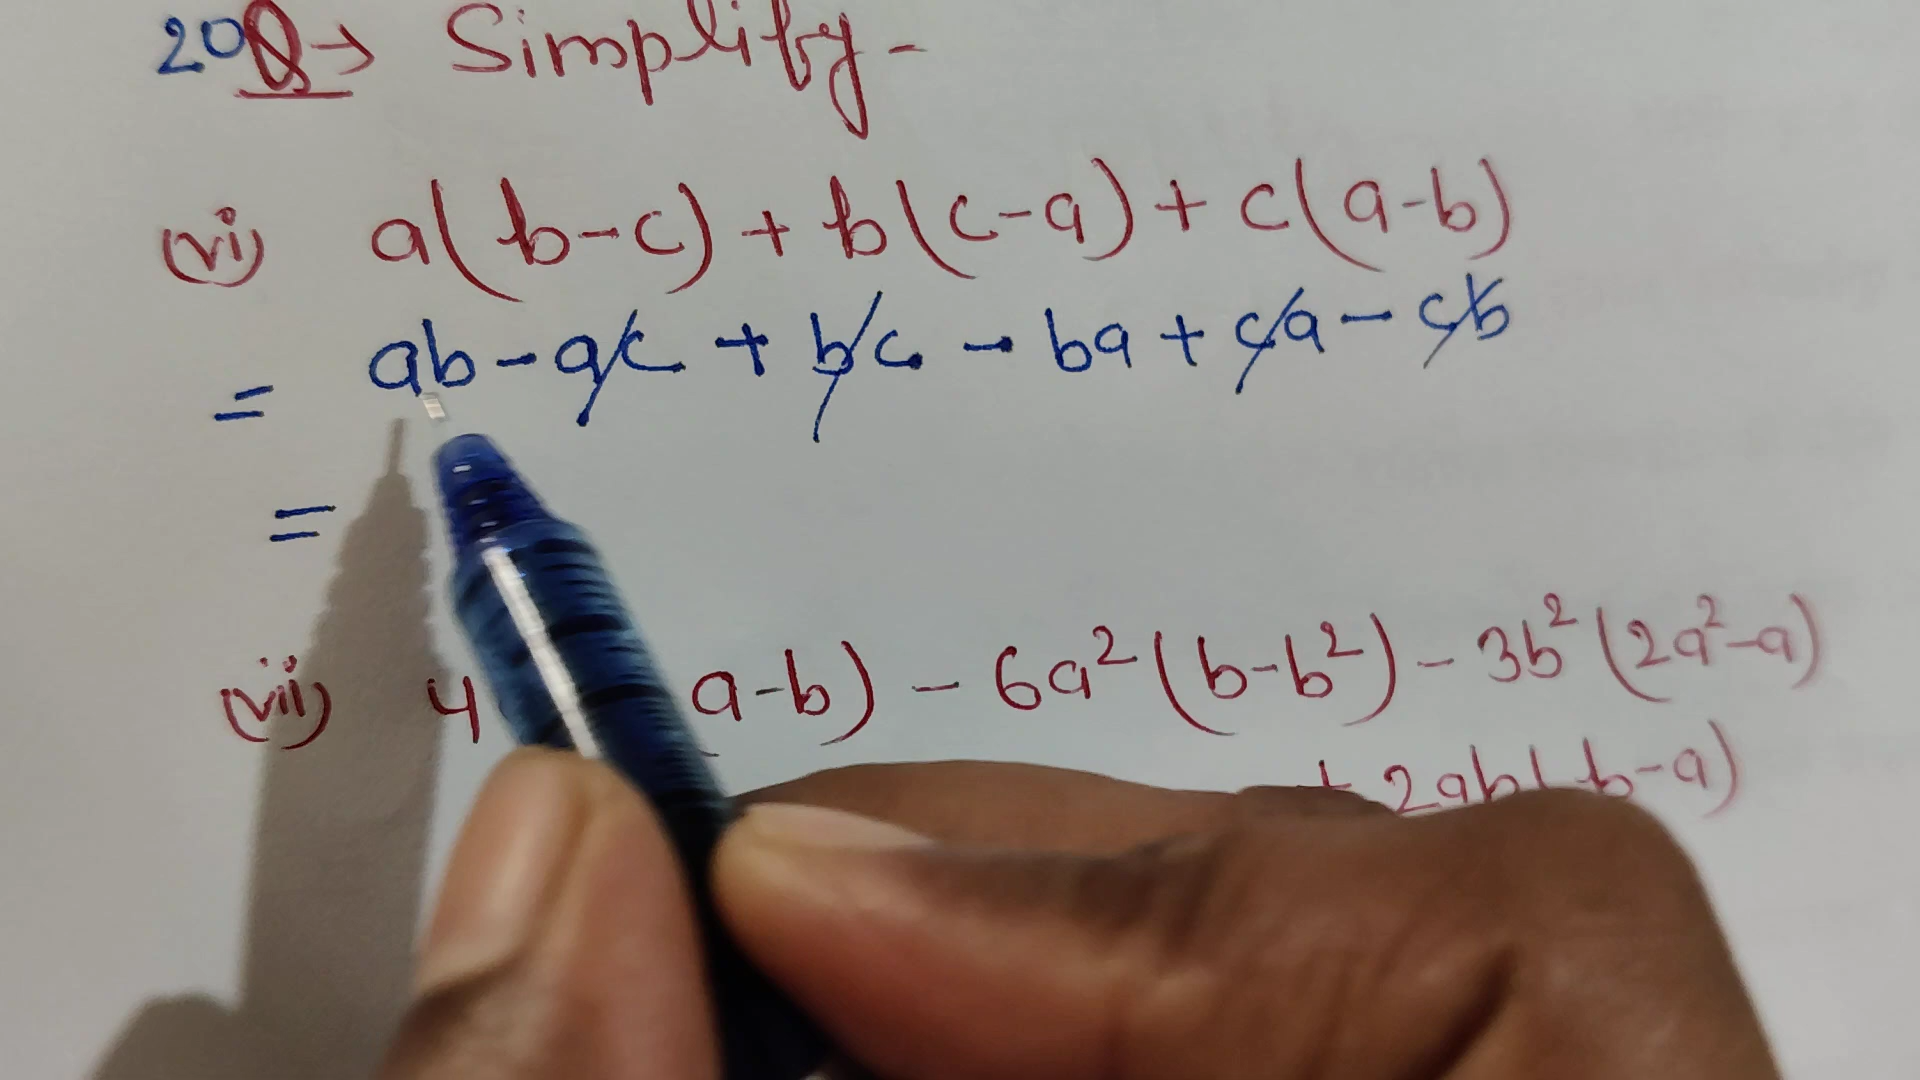 20Q→ Simplify-
(vi) a(b-c)+b(c-a)+c(a-b)
= ab-ac+bc-ba+ca-cb
=
(vii) 4 a-b)-6a²(b-b²)-3b²(2a²-a)
+2ab(b-a)